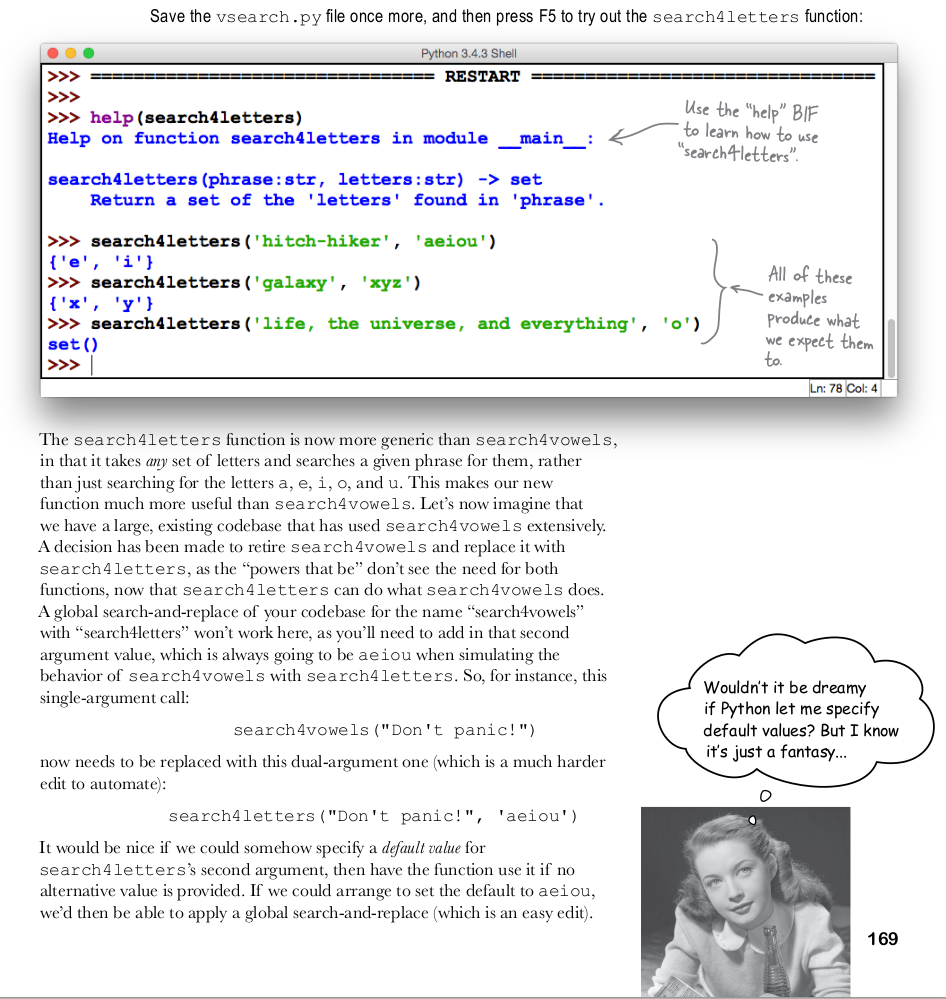 Save the vsearch.py file once more, and then press F5 to try out the search4letters function:
Python 3.4.3 Shell
>>> ================================ RESTART ================================
>>>
>>> help(search4letters)
Help on function search4letters in module __main__:
search4letters(phrase:str, letters:str) -> set
Return a set of the 'letters' found in 'phrase'.
>>> search4letters('hitch-hiker', 'aeiou')
{'e', 'i'}
>>> search4letters('galaxy', 'xyz')
{'x', 'y'}
>>> search4letters('life, the universe, and everything', 'o')
set()
>>>
Ln: 78 Col: 4
Use the "help" BIF
to learn how to use
"search4letters".
All of these
examples
produce what
we expect them
to.
The search4letters function is now more generic than search4vowels,
in that it takes any set of letters and searches a given phrase for them, rather
than just searching for the letters a, e, i, o, and u. This makes our new
function much more useful than search4vowels. Let's now imagine that
we have a large, existing codebase that has used search4vowels extensively.
A decision has been made to retire search4vowels and replace it with
search4letters, as the “powers that be” don't see the need for both
functions, now that search4letters can do what search4vowels does.
A global search-and-replace of your codebase for the name “search4vowels”
with “search4letters” won't work here, as you'll need to add in that second
argument value, which is always going to be aeiou when simulating the
behavior of search4vowels with search4letters. So, for instance, this
single-argument call:
search4vowels("Don't panic!")
now needs to be replaced with this dual-argument one (which is a much harder
edit to automate):
search4letters("Don't panic!", 'aeiou')
It would be nice if we could somehow specify a default value for
search4letters's second argument, then have the function use it if no
alternative value is provided. If we could arrange to set the default to aeiou,
we'd then be able to apply a global search-and-replace (which is an easy edit).
Wouldn't it be dreamy
if Python let me specify
default values? But I know
it's just a fantasy...
169